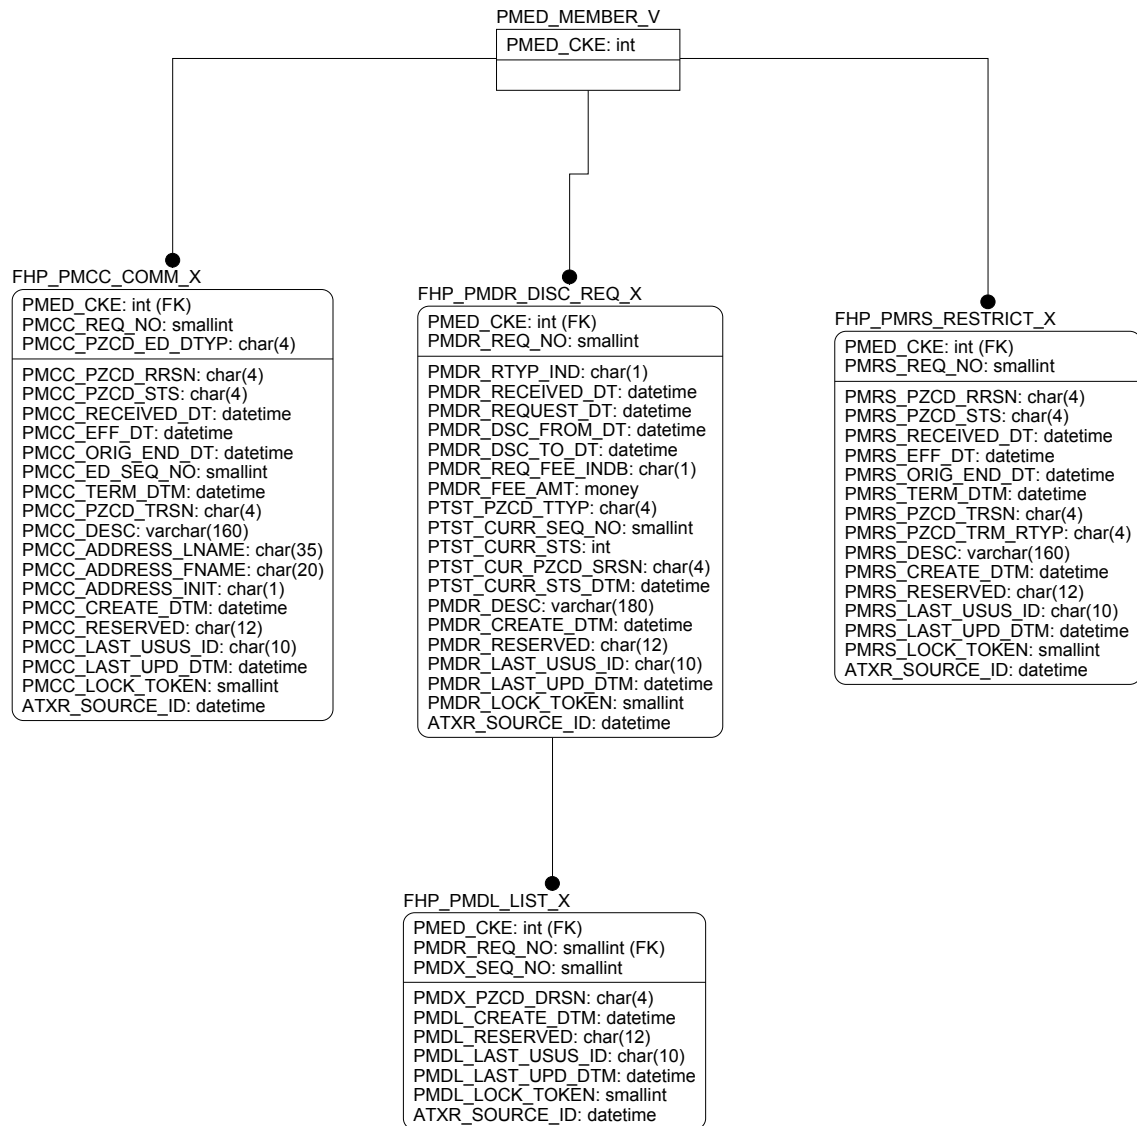 PMED_MEMBER_V
PMED_CKE: int
FHP_PMCC_COMM_X
PMED_CKE: int (FK)
PMCC_REQ_NO: smallint
PMCC_PZCD_ED_DTYP: char(4)
PMCC_PZCD_RRSN: char(4)
PMCC_PZCD_STS: char(4)
PMCC_RECEIVED_DT: datetime
PMCC_EFF_DT: datetime
PMCC_ORIG_END_DT: datetime
PMCC_ED_SEQ_NO: smallint
PMCC_TERM_DTM: datetime
PMCC_PZCD_TRSN: char(4)
PMCC_DESC: varchar(160)
PMCC_ADDRESS_LNAME: char(35)
PMCC_ADDRESS_FNAME: char(20)
PMCC_ADDRESS_INIT: char(1)
PMCC_CREATE_DTM: datetime
PMCC_RESERVED: char(12)
PMCC_LAST_USUS_ID: char(10)
PMCC_LAST_UPD_DTM: datetime
PMCC_LOCK_TOKEN: smallint
ATXR_SOURCE_ID: datetime
FHP_PMDR_DISC_REQ_X
PMED_CKE: int (FK)
PMDR_REQ_NO: smallint
PMDR_RTYP_IND: char(1)
PMDR_RECEIVED_DT: datetime
PMDR_REQUEST_DT: datetime
PMDR_DSC_FROM_DT: datetime
PMDR_DSC_TO_DT: datetime
PMDR_REQ_FEE_INDB: char(1)
PMDR_FEE_AMT: money
PTST_PZCD_TTYP: char(4)
PTST_CURR_SEQ_NO: smallint
PTST_CURR_STS: int
PTST_CUR_PZCD_SRSN: char(4)
PTST_CURR_STS_DTM: datetime
PMDR_DESC: varchar(180)
PMDR_CREATE_DTM: datetime
PMDR_RESERVED: char(12)
PMDR_LAST_USUS_ID: char(10)
PMDR_LAST_UPD_DTM: datetime
PMDR_LOCK_TOKEN: smallint
ATXR_SOURCE_ID: datetime
FHP_PMRS_RESTRICT_X
PMED_CKE: int (FK)
PMRS_REQ_NO: smallint
PMRS_PZCD_RRSN: char(4)
PMRS_PZCD_STS: char(4)
PMRS_RECEIVED_DT: datetime
PMRS_EFF_DT: datetime
PMRS_ORIG_END_DT: datetime
PMRS_TERM_DTM: datetime
PMRS_PZCD_TRSN: char(4)
PMRS_PZCD_TRM_RTYP: char(4)
PMRS_DESC: varchar(160)
PMRS_CREATE_DTM: datetime
PMRS_RESERVED: char(12)
PMRS_LAST_USUS_ID: char(10)
PMRS_LAST_UPD_DTM: datetime
PMRS_LOCK_TOKEN: smallint
ATXR_SOURCE_ID: datetime
FHP_PMDL_LIST_X
PMED_CKE: int (FK)
PMDR_REQ_NO: smallint (FK)
PMDX_SEQ_NO: smallint
PMDX_PZCD_DRSN: char(4)
PMDL_CREATE_DTM: datetime
PMDL_RESERVED: char(12)
PMDL_LAST_USUS_ID: char(10)
PMDL_LAST_UPD_DTM: datetime
PMDL_LOCK_TOKEN: smallint
ATXR_SOURCE_ID: datetime